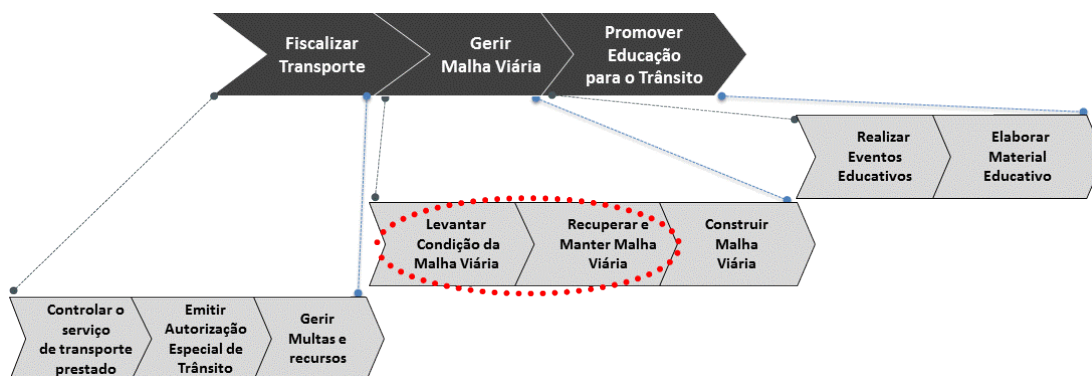 Fiscalizar
Transporte
Gerir
Malha Viária
Promover
Educação
para o Trânsito
Realizar
Eventos
Educativos
Elaborar
Material
Educativo
Levantar
Condição da
Malha Viária
Recuperar e
Manter Malha
Viária
Construir
Malha
Viária
Controlar o
serviço
de transporte
prestado
Emitir
Autorização
Especial de
Trânsito
Gerir
Multas e
recursos